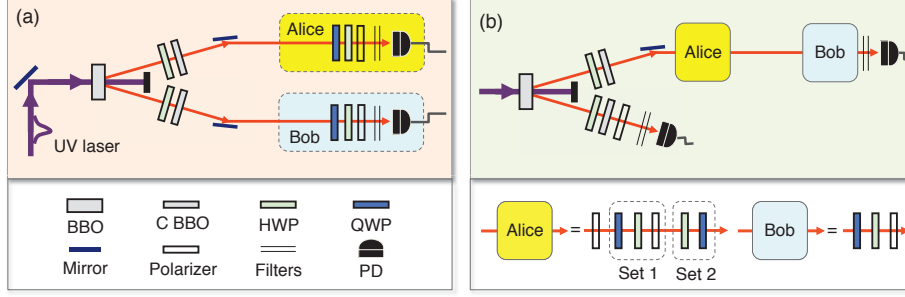 (a)
Alice
Bob
UV laser
(b)
Alice
Bob
BBO
C BBO
HWP
QWP
Mirror
Polarizer
Filters
PD
Alice = Bob =
Set 1 Set 2